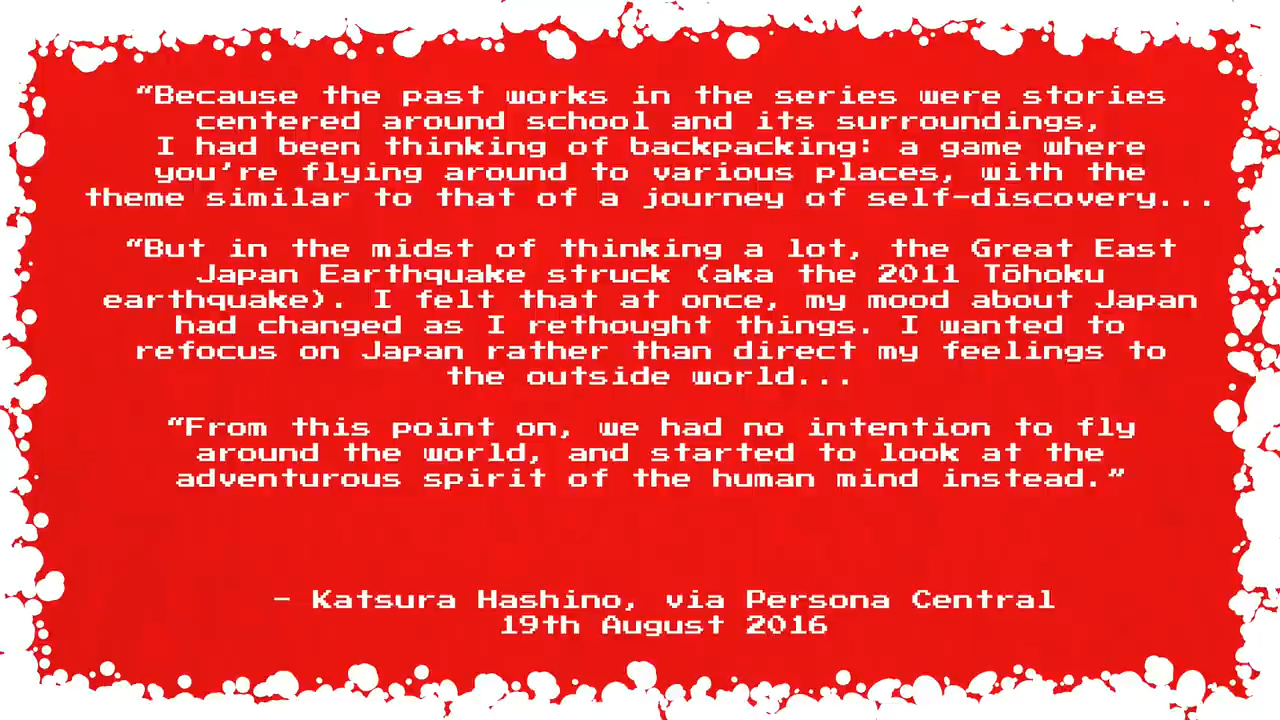 “Because the past works in the series were stories
centered around school and its surroundings,
I had been thinking of backpacking: a game where
you’re flying around to various places, with the
theme similar to that of a journey of self-discovery...
“But in the midst of thinking a lot, the Great East
Japan Earthquake struck (aka the 2011 Tōhoku
earthquake). I felt that at once, my mood about Japan
had changed as I rethought things. I wanted to
refocus on Japan rather than direct my feelings to
the outside world...
“From this point on, we had no intention to fly
around the world, and started to look at the
adventurous spirit of the human mind instead.”
- Katsura Hashino, via Persona Central
19th August 2016